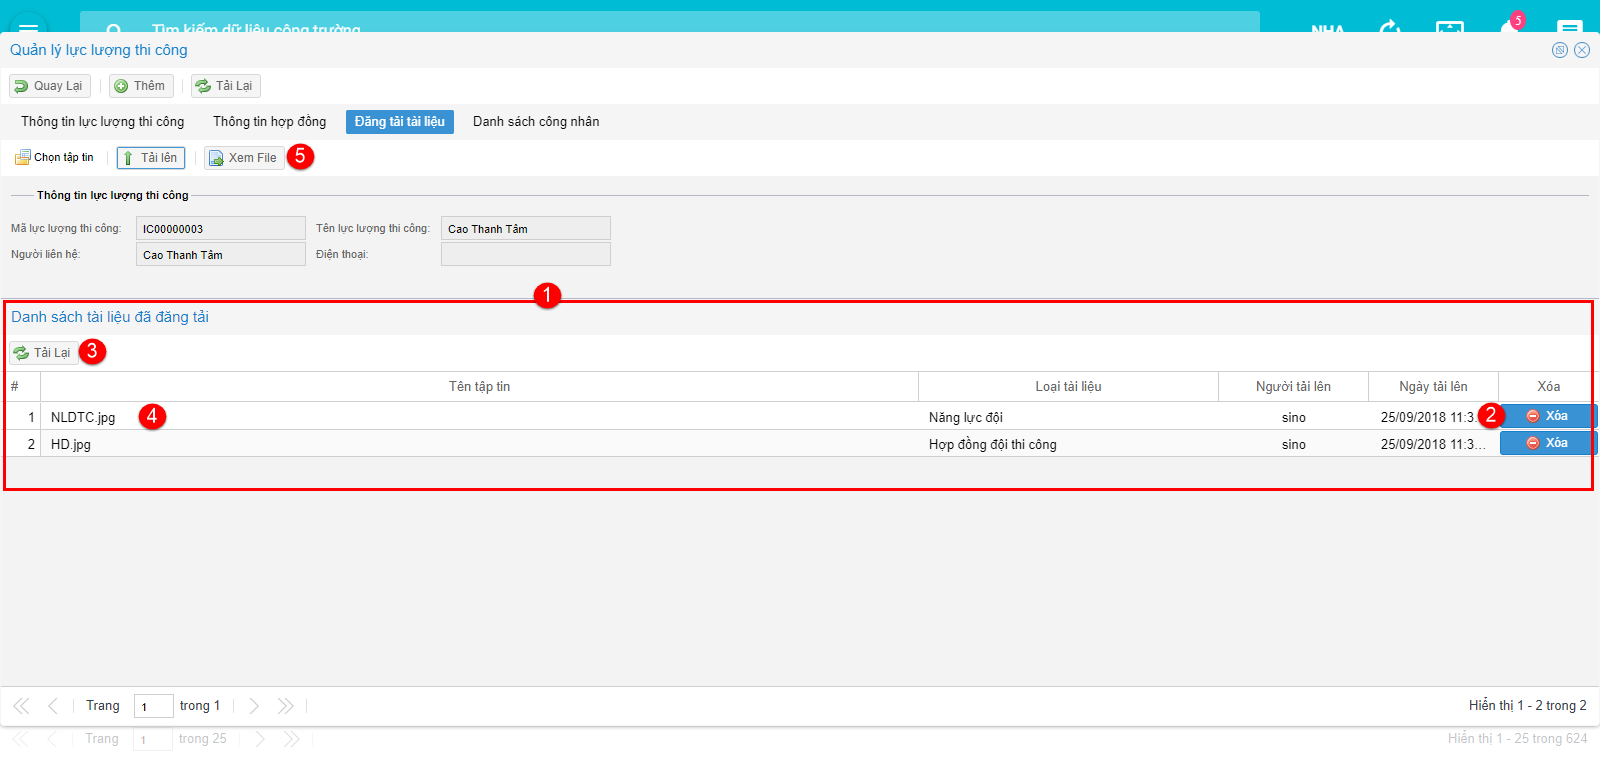 Tìm kiếm dữ liệu công trường
NHA
5
Quản lý lực lượng thi công
Quay Lại
Thêm
Tải Lại
Thông tin lực lượng thi công
Thông tin hợp đồng
Đăng tải tài liệu
Danh sách công nhân
Chọn tập tin
Tải lên
Xem File
5
Thông tin lực lượng thi công
Mã lực lượng thi công: IC00000003 Tên lực lượng thi công: Cao Thanh Tâm
Người liên hệ: Cao Thanh Tâm Điện thoại:
1
Danh sách tài liệu đã đăng tải
Tải Lại 3
# Tên tập tin Loại tài liệu Người tải lên Ngày tải lên Xóa
1 NLDTC.jpg 4 Năng lực đội sino 25/09/2018 11:3... 2 Xóa
2 HD.jpg Hợp đồng đội thi công sino 25/09/2018 11:3... Xóa
Trang 1 trong 1 Hiển thị 1 - 2 trong 2
Trang 1 trong 25 Hiển thị 1 - 25 trong 624